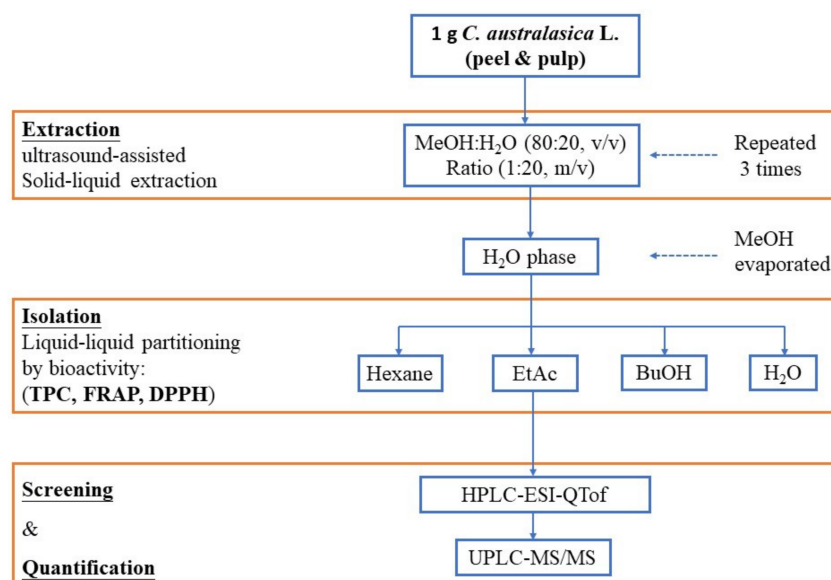 1 g C. australasica L.
(peel & pulp)
Extraction
ultrasound-assisted
Solid-liquid extraction
MeOH:H₂O (80:20, v/v)
Ratio (1:20, m/v)
Repeated
3 times
H₂O phase
MeOH
evaporated
Isolation
Liquid-liquid partitioning
by bioactivity:
(TPC, FRAP, DPPH)
Hexane
EtAc
BuOH
H₂O
Screening
&
Quantification
HPLC-ESI-QTof
UPLC-MS/MS